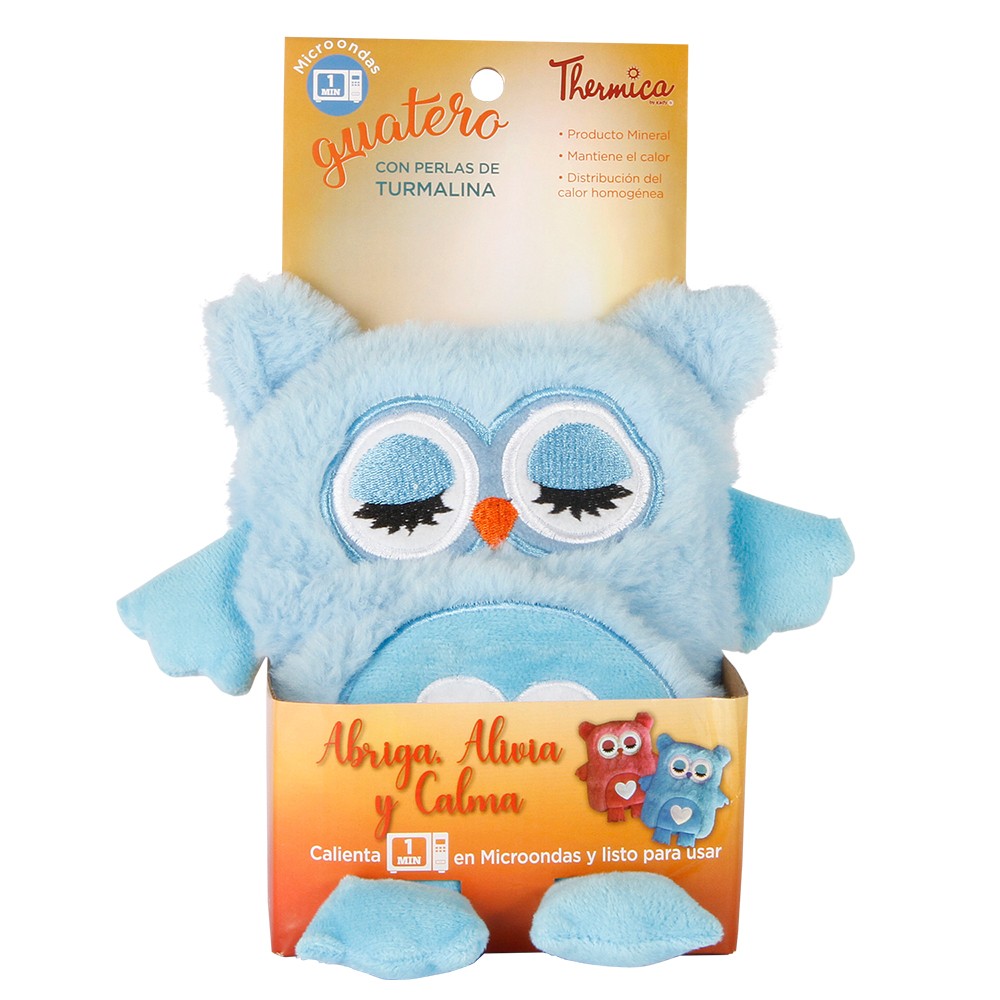 Microondas
1
MIN
guatero
CON PERLAS DE
TURMALINA
Thermica
• Producto Mineral
• Mantiene el calor
• Distribución del
calor homogénea
Abriga. Alivia
y Calma
Calienta 1 MIN en Microondas y listo para usar